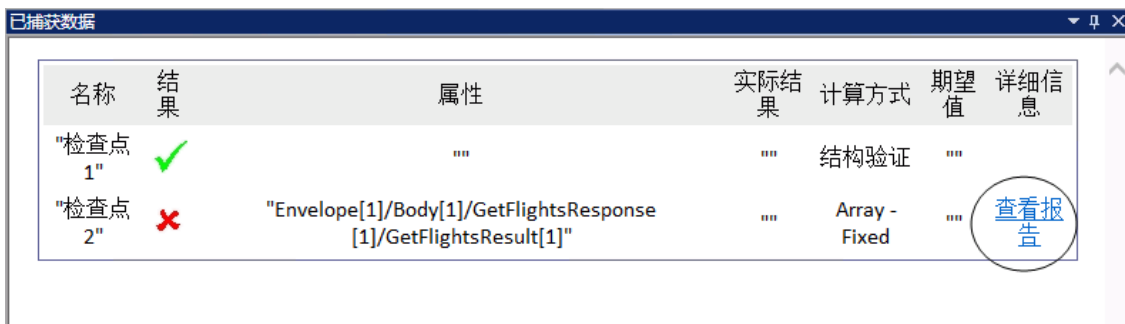 已捕获数据
名称 结果 属性 实际结果 计算方式 期望值 详细信息
"检查点1" "" "" 结构验证 ""
"检查点2" "Envelope[1]/Body[1]/GetFlightsResponse
[1]/GetFlightsResult[1]" "" Array - Fixed "" 查看报告